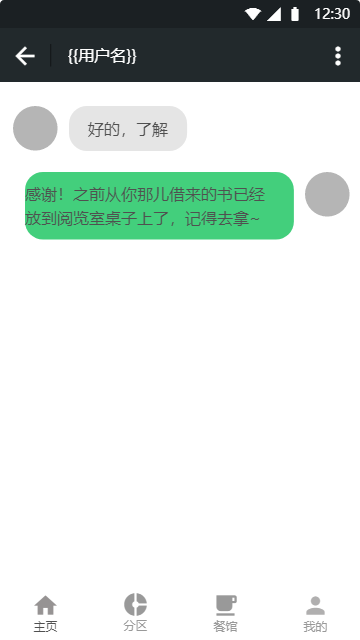 12:30
{{用户名}}
好的，了解
感谢！之前从你那儿借来的书已经
放到阅览室桌子上了，记得去拿~
主页
分区
餐馆
我的